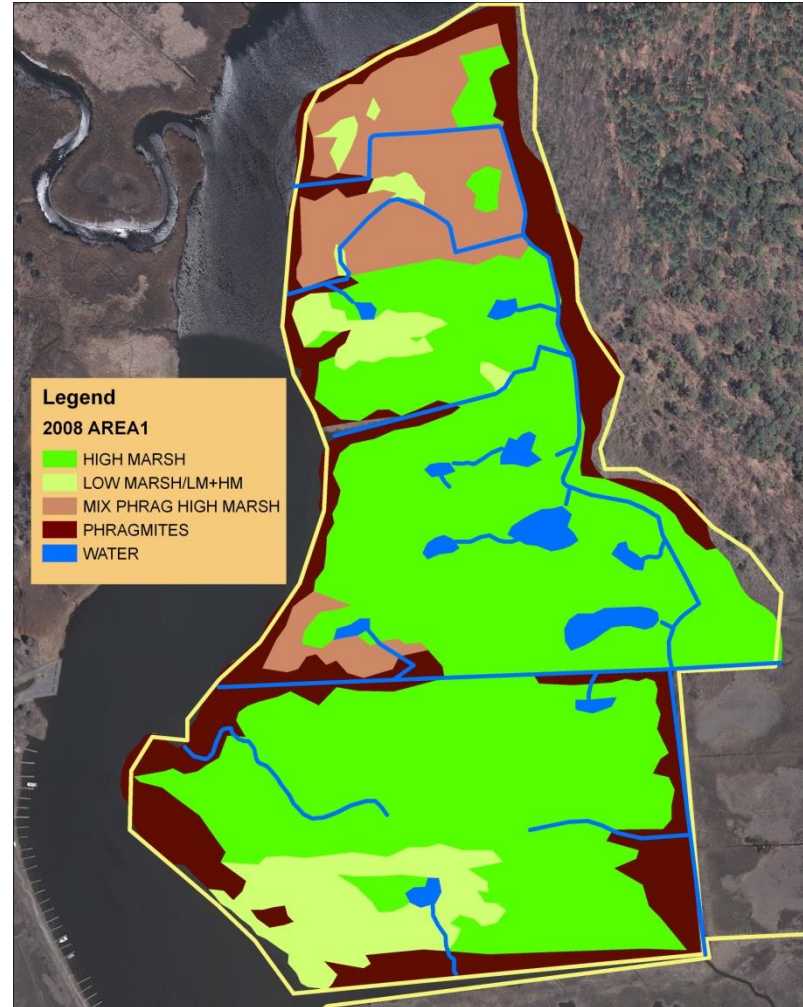 Legend
2008 AREA1
HIGH MARSH
LOW MARSH/LM+HM
MIX PHRAG HIGH MARSH
PHRAGMITES
WATER